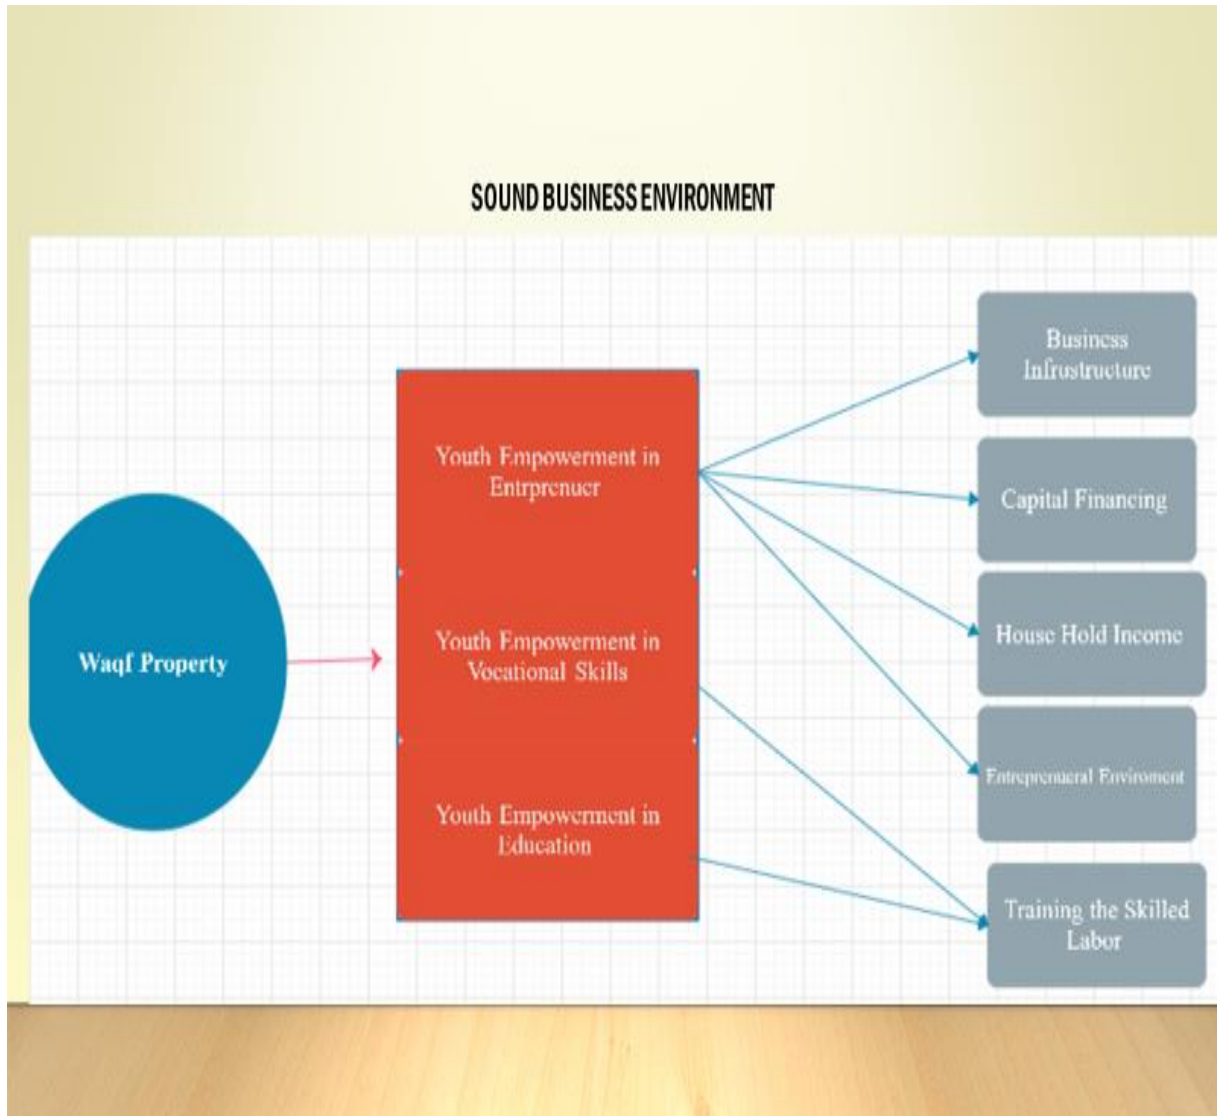 SOUND BUSINESS ENVIRONMENT
Waqf Property
Youth Empowerment in
Entrprenuer
Youth Empowerment in
Vocational Skills
Youth Empowerment in
Education
Business
Infrustructure
Capital Financing
House Hold Income
Entreprenueral Enviroment
Training the Skilled
Labor